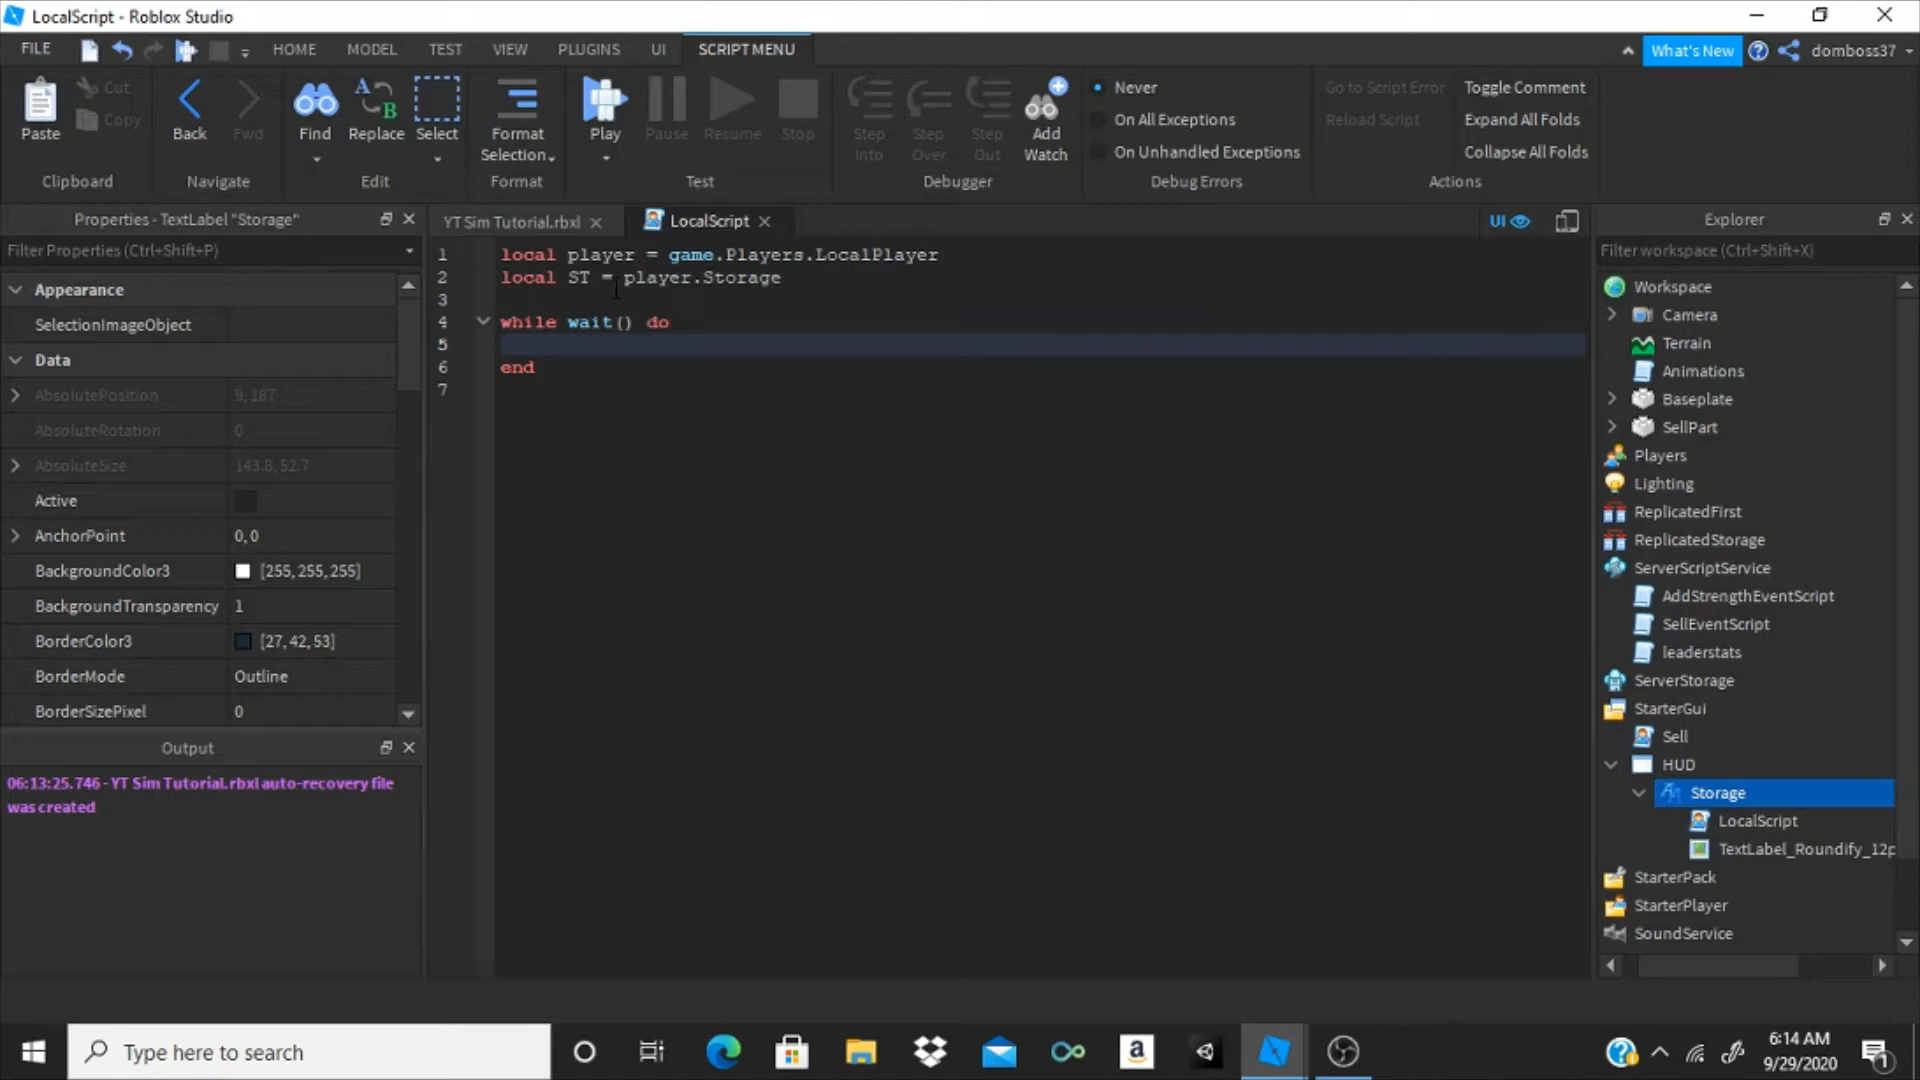 LocalScript - Roblox Studio
FILE HOME MODEL TEST VIEW PLUGINS UI SCRIPT MENU What's New domboss37
Paste Cut Copy Back Fwd Find Replace Select Format Selection Play Pause Resume Stop Step Into Step Over Step Out Add Watch
Never
On All Exceptions
On Unhandled Exceptions
Go to Script Error
Reload Script
Toggle Comment
Expand All Folds
Collapse All Folds
Clipboard Navigate Edit Format Test Debugger Debug Errors Actions
Properties - TextLabel "Storage"
Filter Properties (Ctrl+Shift+P)
Appearance
SelectionImageObject
Data
AbsolutePosition 9, 187
AbsoluteRotation 0
AbsoluteSize 143.8, 52.7
Active
AnchorPoint 0, 0
BackgroundColor3 [255, 255, 255]
BackgroundTransparency 1
BorderColor3 [27, 42, 53]
BorderMode Outline
BorderSizePixel 0
Output
06:13:25.746 - YT Sim Tutorial.rbxl auto-recovery file
was created
YT Sim Tutorial.rbxl LocalScript UI
1 local player = game.Players.LocalPlayer
2 local ST = player.Storage
3
4 while wait() do
5
6 end
7
Explorer
Filter workspace (Ctrl+Shift+X)
Workspace
Camera
Terrain
Animations
Baseplate
SellPart
Players
Lighting
ReplicatedFirst
ReplicatedStorage
ServerScriptService
AddStrengthEventScript
SellEventScript
leaderstats
ServerStorage
StarterGui
Sell
HUD
Storage
LocalScript
TextLabel_Roundify_12p
StarterPack
StarterPlayer
SoundService
Type here to search
a
6:14 AM
9/29/2020
1